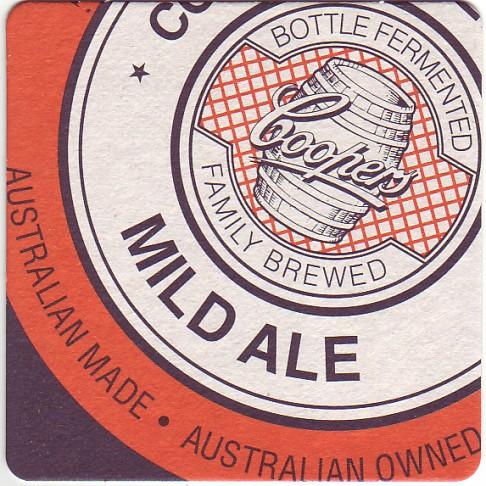 BOTTLE FERMENTED
Coopers
FAMILY BREWED
MILD ALE
AUSTRALIAN MADE • AUSTRALIAN OWNED